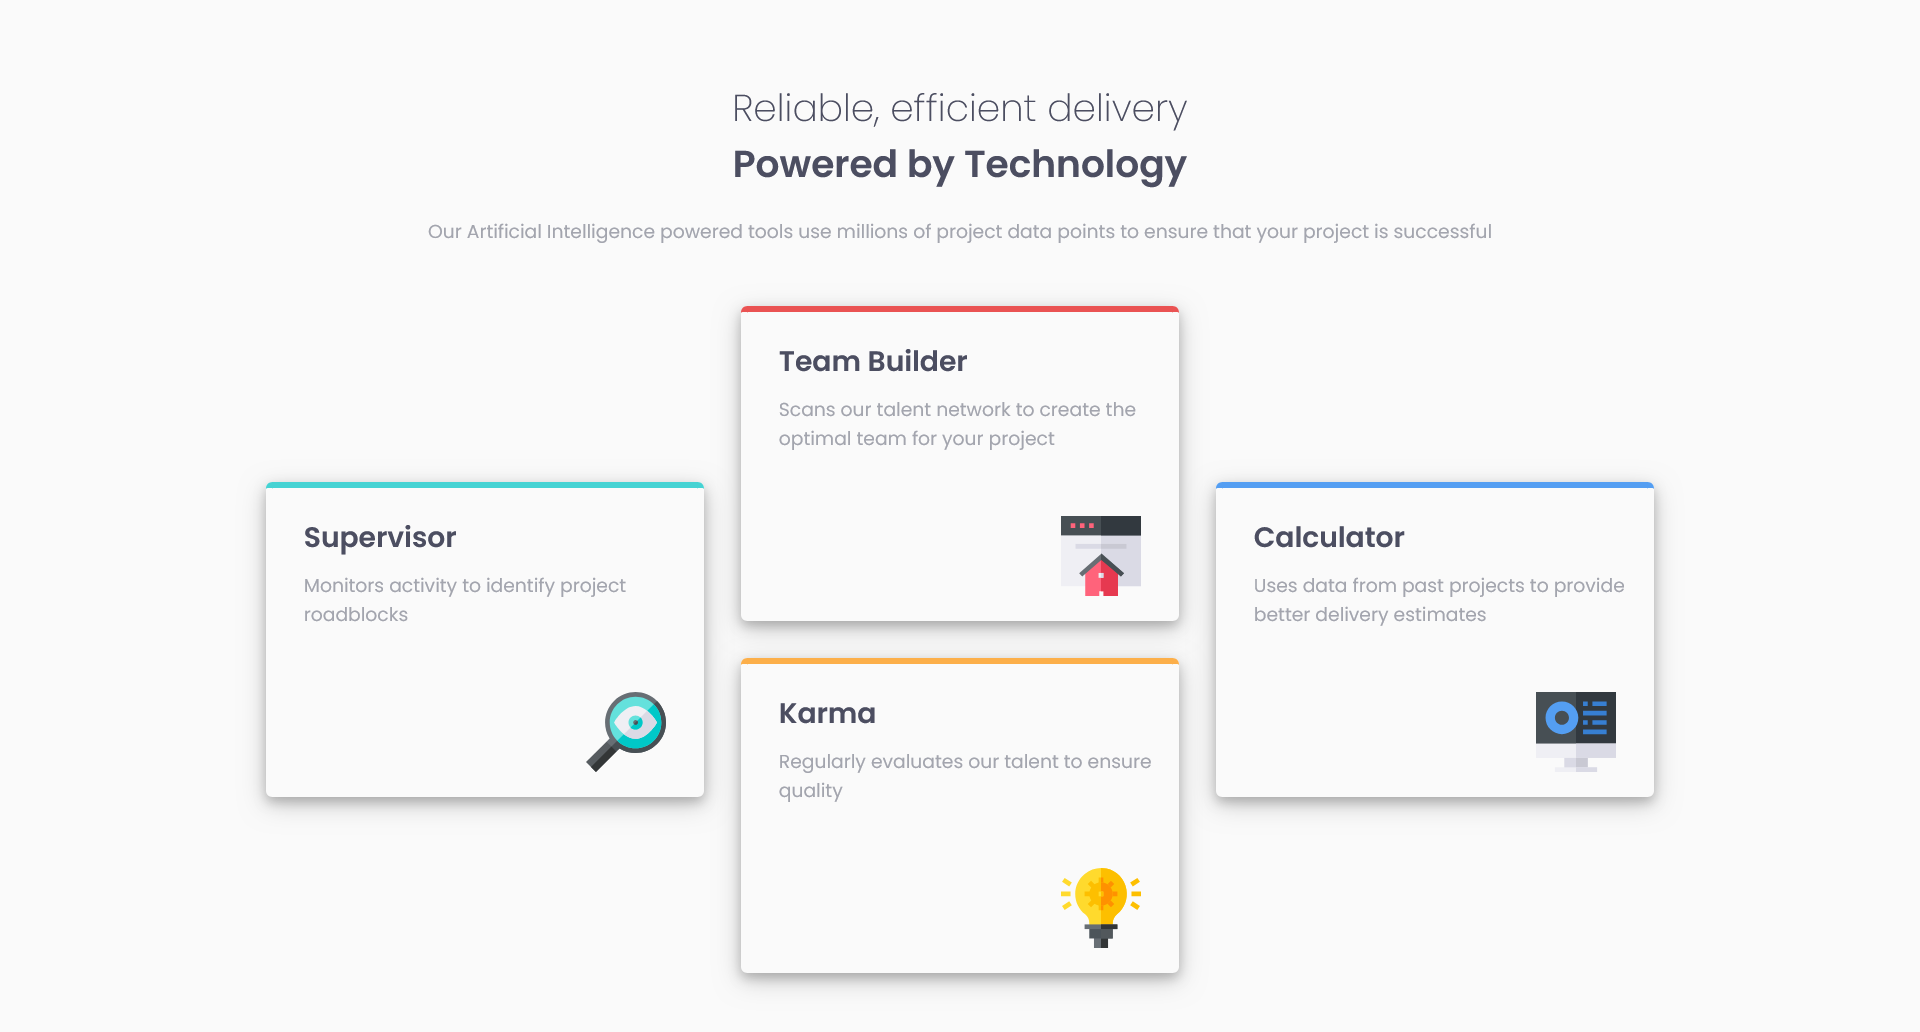 Reliable, efficient delivery
Powered by Technology
Our Artificial Intelligence powered tools use millions of project data points to ensure that your project is successful
Team Builder
Scans our talent network to create the
optimal team for your project
Supervisor
Monitors activity to identify project
roadblocks
Calculator
Uses data from past projects to provide
better delivery estimates
Karma
Regularly evaluates our talent to ensure
quality